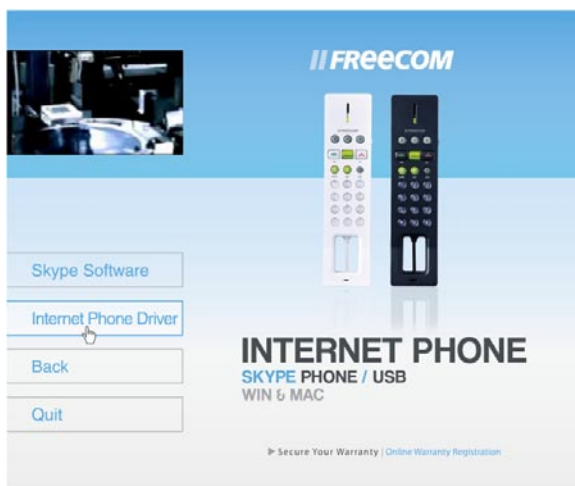 FREECOM
Skype Software
Internet Phone Driver
Back
Quit
INTERNET PHONE
SKYPE PHONE / USB
WIN & MAC
Secure Your Warranty | Online Warranty Registration